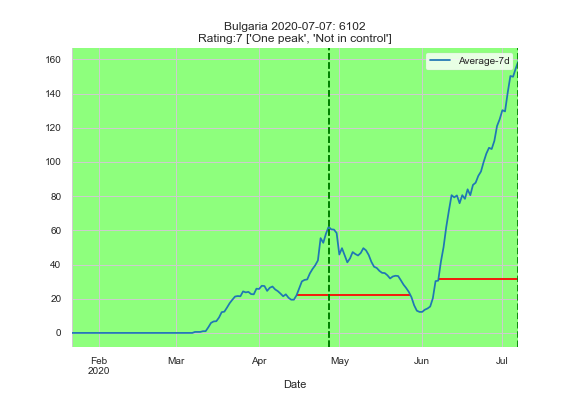 Bulgaria 2020-07-07: 6102
Rating:7 ['One peak', 'Not in control']
Average-7d
160
140
120
100
80
60
40
20
0
Feb
2020
Mar
Apr
May
Jun
Jul
Date